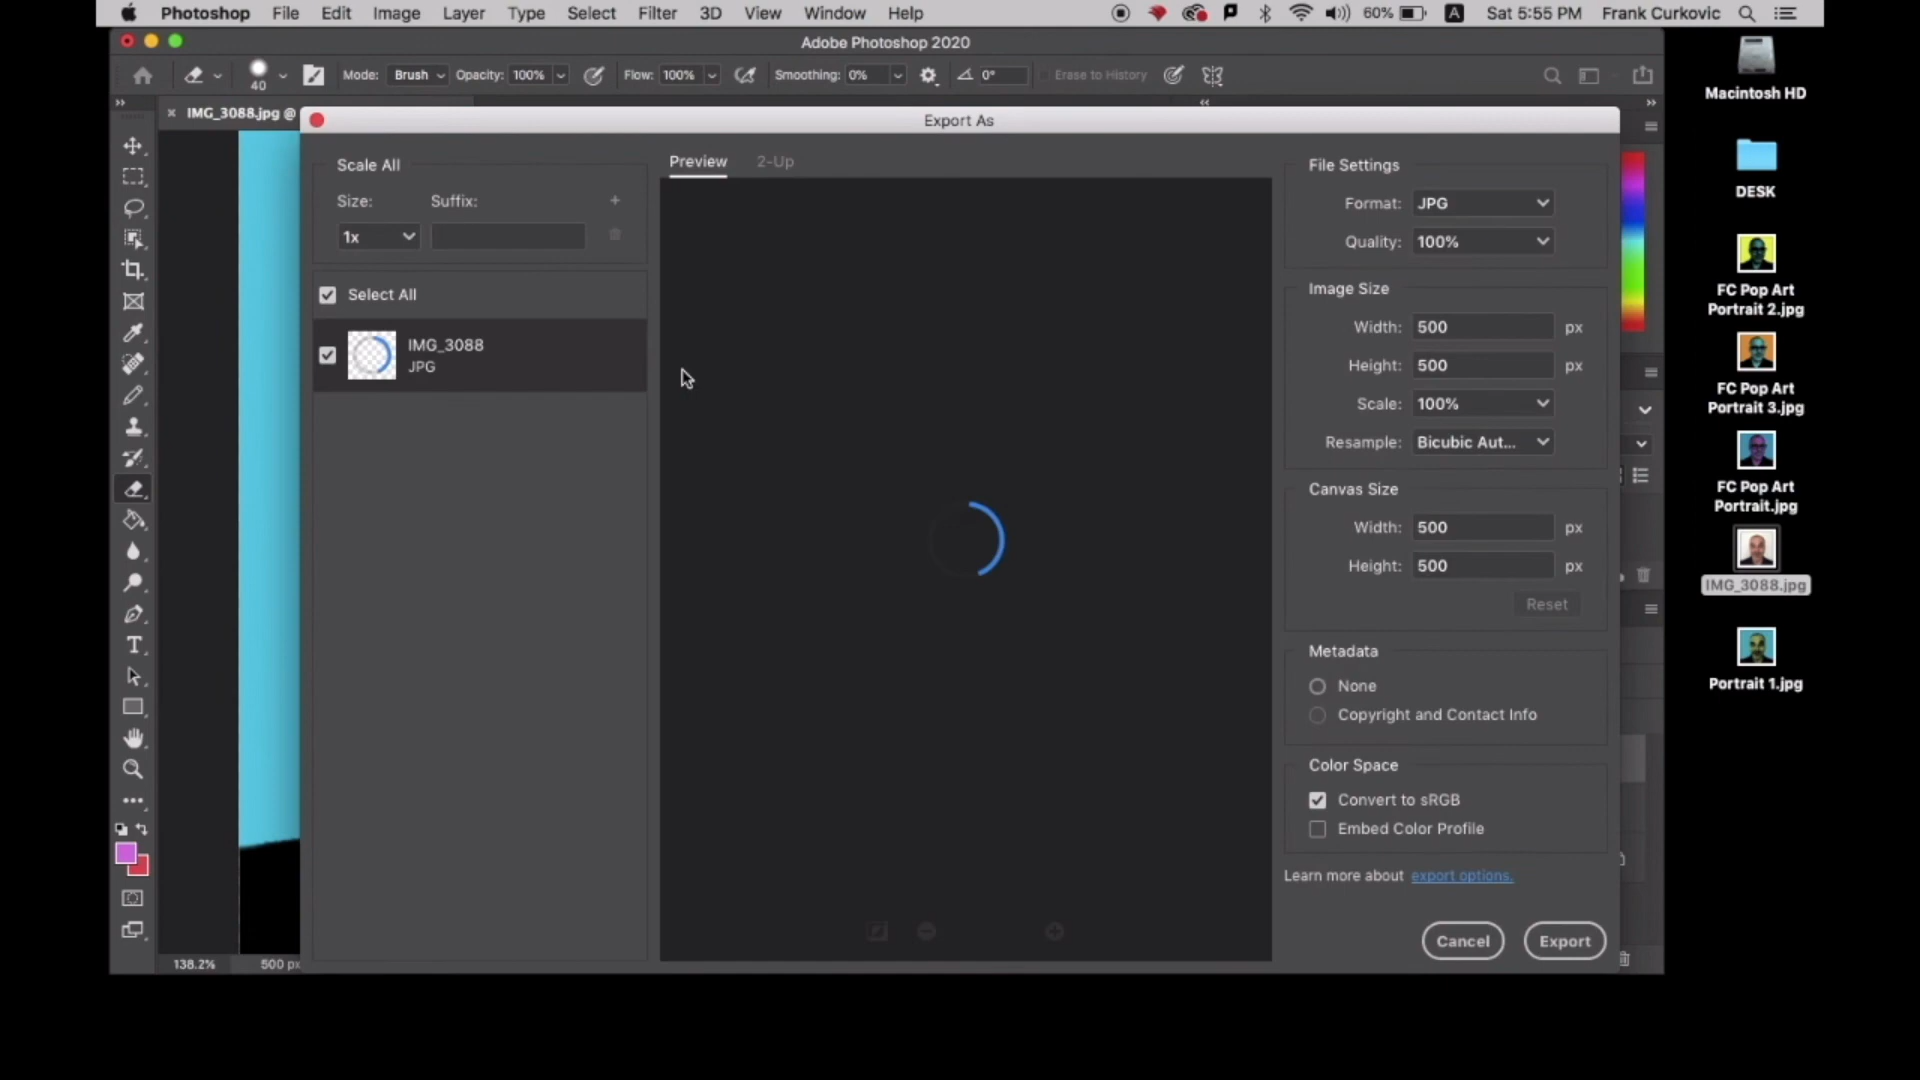 Photoshop File Edit Image Layer Type Select Filter 3D View Window Help 60% A Sat 5:55 PM Frank Curkovic
Adobe Photoshop 2020
40 Mode: Brush Opacity: 100% Flow: 100% Smoothing: 0% 0° Erase to History
IMG_3088.jpg @
Export As
Scale All
Size: Suffix:
1x
Select All
IMG_3088
JPG
Preview 2-Up
File Settings
Format: JPG
Quality: 100%
Image Size
Width: 500 px
Height: 500 px
Scale: 100%
Resample: Bicubic Aut...
Canvas Size
Width: 500 px
Height: 500 px
Reset
Metadata
None
Copyright and Contact Info
Color Space
Convert to sRGB
Embed Color Profile
Learn more about export options.
Cancel Export
138.2% 500 px
Macintosh HD
DESK
FC Pop Art
Portrait 2.jpg
FC Pop Art
Portrait 3.jpg
FC Pop Art
Portrait.jpg
IMG_3088.jpg
Portrait 1.jpg